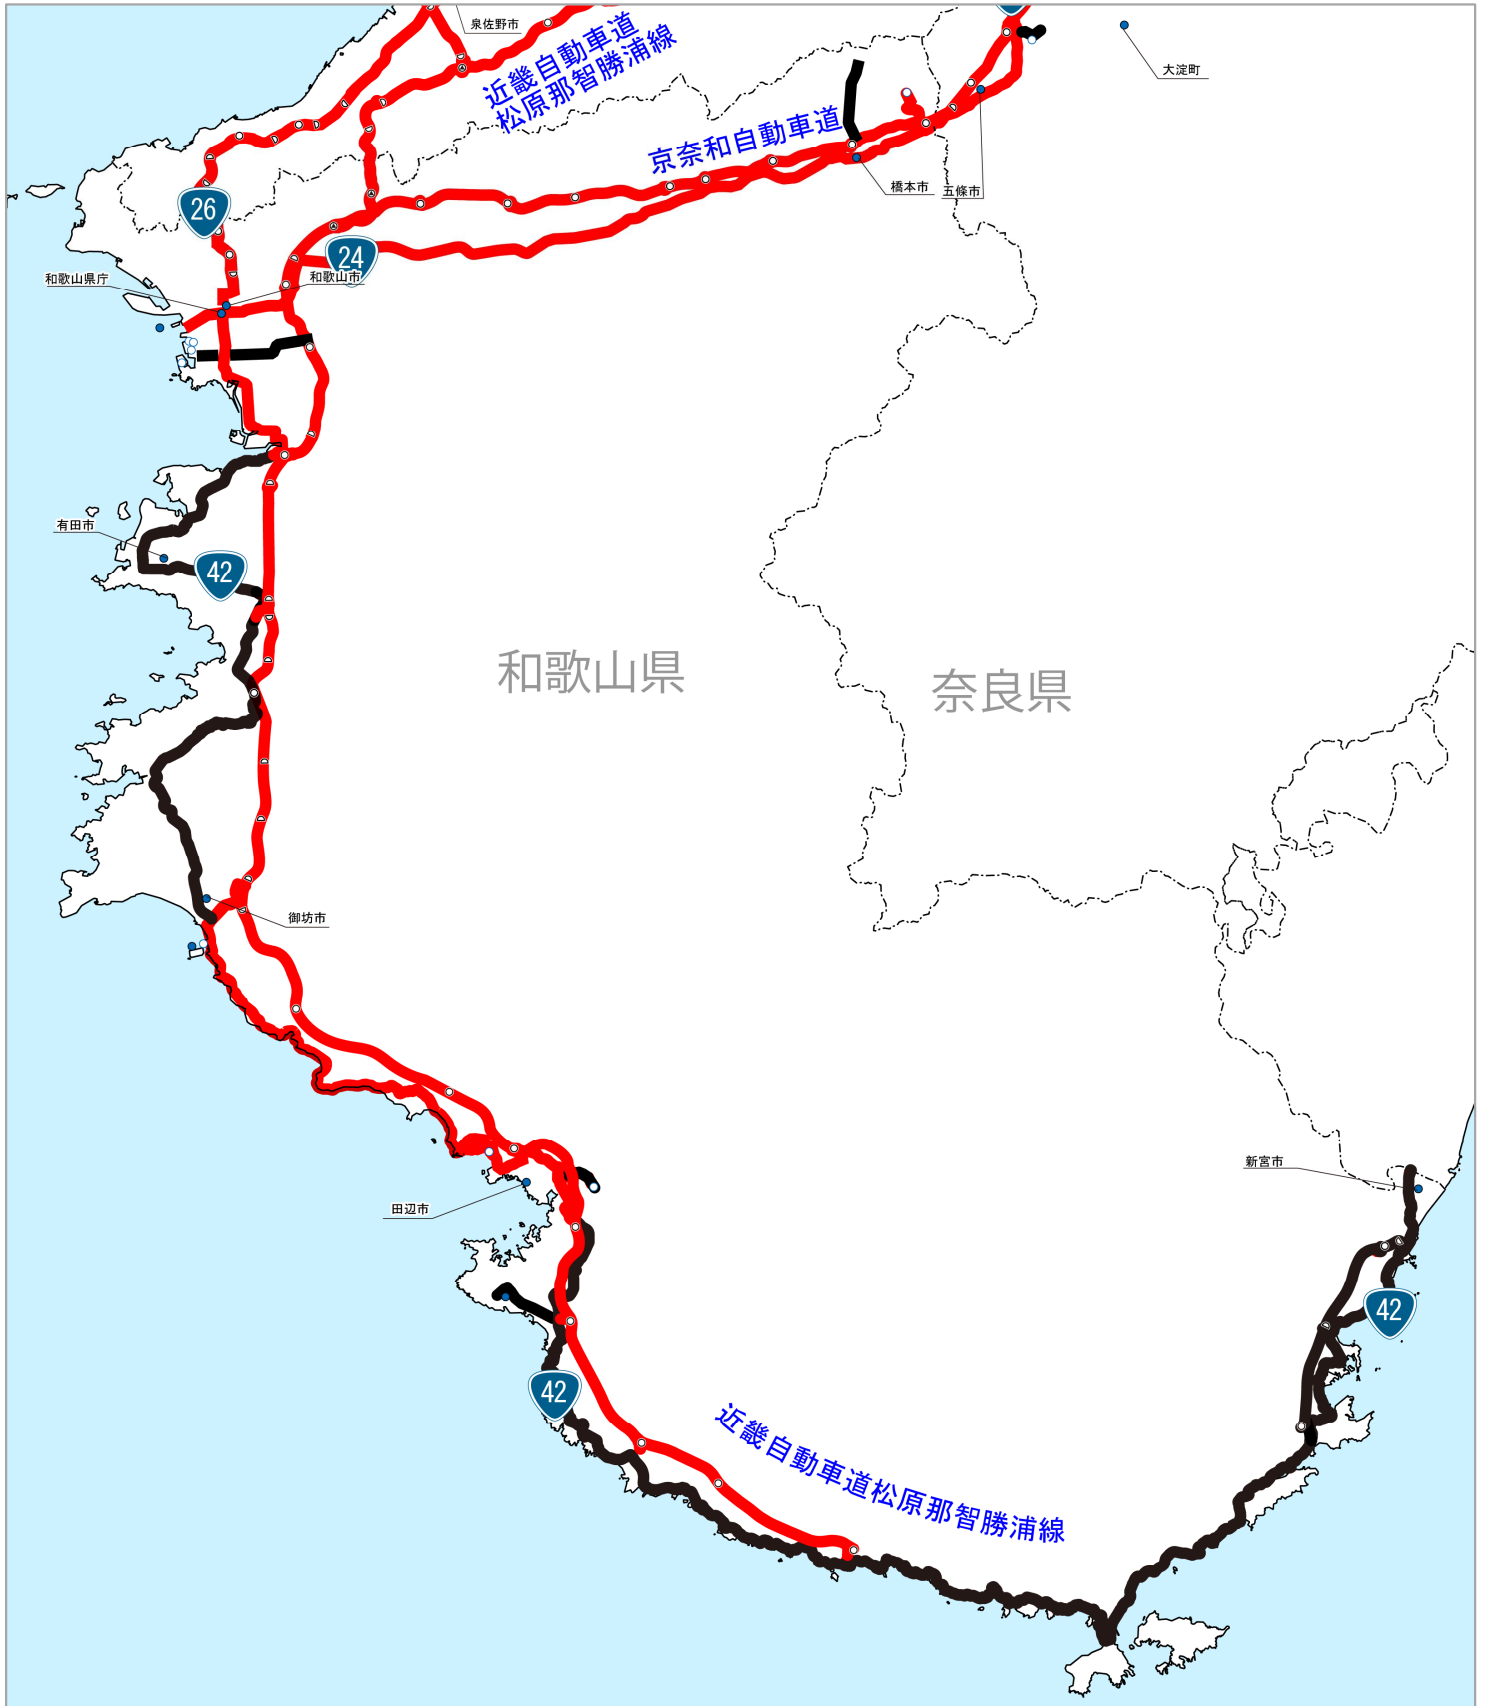 泉佐野市
近畿自動車道
松原那智勝浦線
大淀町
京奈和自動車道
橋本市
五條市
26
24
和歌山県庁
和歌山市
有田市
42
和歌山県
奈良県
御坊市
新宮市
田辺市
42
42
近畿自動車道松原那智勝浦線